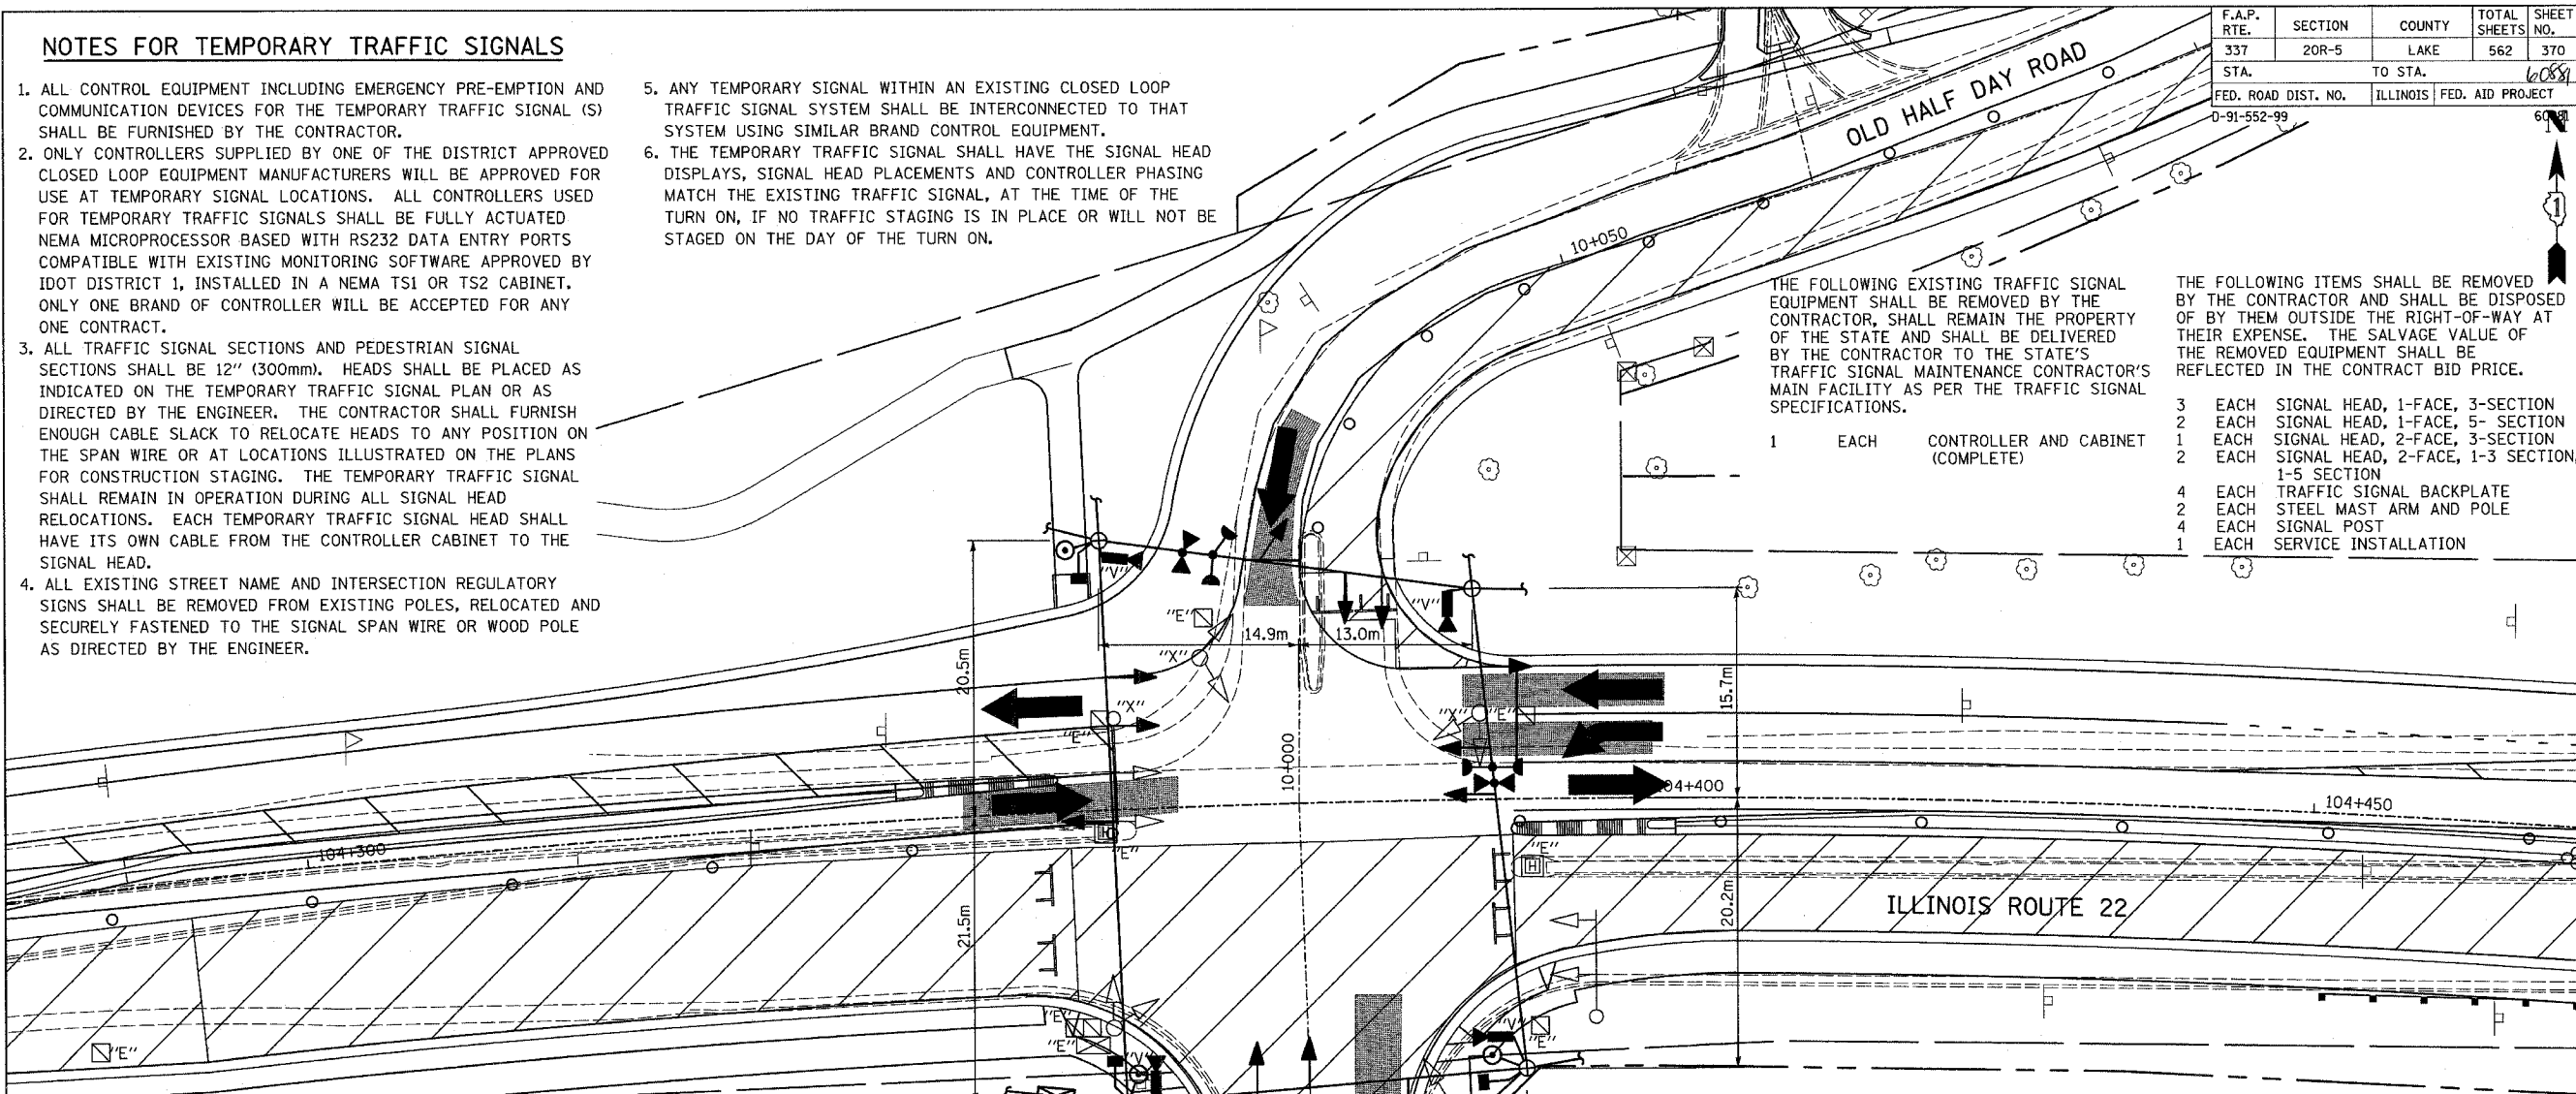 NOTES FOR TEMPORARY TRAFFIC SIGNALS
1. ALL CONTROL EQUIPMENT INCLUDING EMERGENCY PRE-EMPTION AND
COMMUNICATION DEVICES FOR THE TEMPORARY TRAFFIC SIGNAL (S)
SHALL BE FURNISHED BY THE CONTRACTOR.
2. ONLY CONTROLLERS SUPPLIED BY ONE OF THE DISTRICT APPROVED
CLOSED LOOP EQUIPMENT MANUFACTURERS WILL BE APPROVED FOR
USE AT TEMPORARY SIGNAL LOCATIONS. ALL CONTROLLERS USED
FOR TEMPORARY TRAFFIC SIGNALS SHALL BE FULLY ACTUATED
NEMA MICROPROCESSOR BASED WITH RS232 DATA ENTRY PORTS
COMPATIBLE WITH EXISTING MONITORING SOFTWARE APPROVED BY
IDOT DISTRICT 1, INSTALLED IN A NEMA TS1 OR TS2 CABINET.
ONLY ONE BRAND OF CONTROLLER WILL BE ACCEPTED FOR ANY
ONE CONTRACT.
3. ALL TRAFFIC SIGNAL SECTIONS AND PEDESTRIAN SIGNAL
SECTIONS SHALL BE 12" (300mm). HEADS SHALL BE PLACED AS
INDICATED ON THE TEMPORARY TRAFFIC SIGNAL PLAN OR AS
DIRECTED BY THE ENGINEER. THE CONTRACTOR SHALL FURNISH
ENOUGH CABLE SLACK TO RELOCATE HEADS TO ANY POSITION ON
THE SPAN WIRE OR AT LOCATIONS ILLUSTRATED ON THE PLANS
FOR CONSTRUCTION STAGING. THE TEMPORARY TRAFFIC SIGNAL
SHALL REMAIN IN OPERATION DURING ALL SIGNAL HEAD
RELOCATIONS. EACH TEMPORARY TRAFFIC SIGNAL HEAD SHALL
HAVE ITS OWN CABLE FROM THE CONTROLLER CABINET TO THE
SIGNAL HEAD.
4. ALL EXISTING STREET NAME AND INTERSECTION REGULATORY
SIGNS SHALL BE REMOVED FROM EXISTING POLES, RELOCATED AND
SECURELY FASTENED TO THE SIGNAL SPAN WIRE OR WOOD POLE
AS DIRECTED BY THE ENGINEER.
5. ANY TEMPORARY SIGNAL WITHIN AN EXISTING CLOSED LOOP
TRAFFIC SIGNAL SYSTEM SHALL BE INTERCONNECTED TO THAT
SYSTEM USING SIMILAR BRAND CONTROL EQUIPMENT.
6. THE TEMPORARY TRAFFIC SIGNAL SHALL HAVE THE SIGNAL HEAD
DISPLAYS, SIGNAL HEAD PLACEMENTS AND CONTROLLER PHASING
MATCH THE EXISTING TRAFFIC SIGNAL, AT THE TIME OF THE
TURN ON, IF NO TRAFFIC STAGING IS IN PLACE OR WILL NOT BE
STAGED ON THE DAY OF THE TURN ON.
F.A.P. RTE. SECTION COUNTY TOTAL SHEETS SHEET NO.
337 20R-5 LAKE 562 370
STA. TO STA.
60881
FED. ROAD DIST. NO. ILLINOIS FED. AID PROJECT
D-91-552-99
N
1
OLD HALF DAY ROAD
10+050
THE FOLLOWING EXISTING TRAFFIC SIGNAL
EQUIPMENT SHALL BE REMOVED BY THE
CONTRACTOR, SHALL REMAIN THE PROPERTY
OF THE STATE AND SHALL BE DELIVERED
BY THE CONTRACTOR TO THE STATE'S
TRAFFIC SIGNAL MAINTENANCE CONTRACTOR'S
MAIN FACILITY AS PER THE TRAFFIC SIGNAL
SPECIFICATIONS.
1 EACH CONTROLLER AND CABINET
(COMPLETE)
THE FOLLOWING ITEMS SHALL BE REMOVED
BY THE CONTRACTOR AND SHALL BE DISPOSED
OF BY THEM OUTSIDE THE RIGHT-OF-WAY AT
THEIR EXPENSE. THE SALVAGE VALUE OF
THE REMOVED EQUIPMENT SHALL BE
REFLECTED IN THE CONTRACT BID PRICE.
3 EACH SIGNAL HEAD, 1-FACE, 3-SECTION
2 EACH SIGNAL HEAD, 1-FACE, 5- SECTION
1 EACH SIGNAL HEAD, 2-FACE, 3-SECTION
2 EACH SIGNAL HEAD, 2-FACE, 1-3 SECTION,
1-5 SECTION
4 EACH TRAFFIC SIGNAL BACKPLATE
2 EACH STEEL MAST ARM AND POLE
4 EACH SIGNAL POST
1 EACH SERVICE INSTALLATION
"V"
"V"
"E"
14.9m
13.0m
"X"
20.5m
15.7m
"X"
"E"
"X"
"E"
10+000
104+400
104+450
104+300
H
"E"
"E"
H
21.5m
20.2m
ILLINOIS ROUTE 22
"E"
"E"
"E"
"V"
"V"
"E"